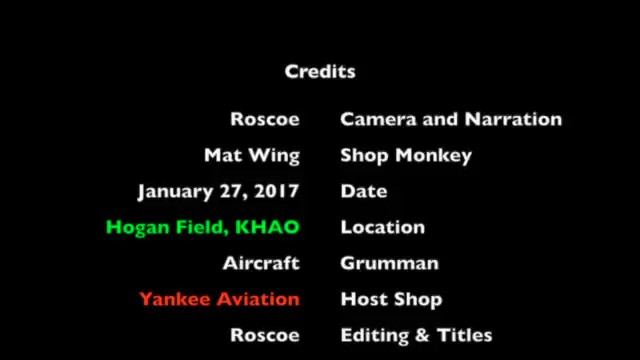 Credits
Roscoe Camera and Narration
Mat Wing Shop Monkey
January 27, 2017 Date
Hogan Field, KHAO Location
Aircraft Grumman
Yankee Aviation Host Shop
Roscoe Editing & Titles